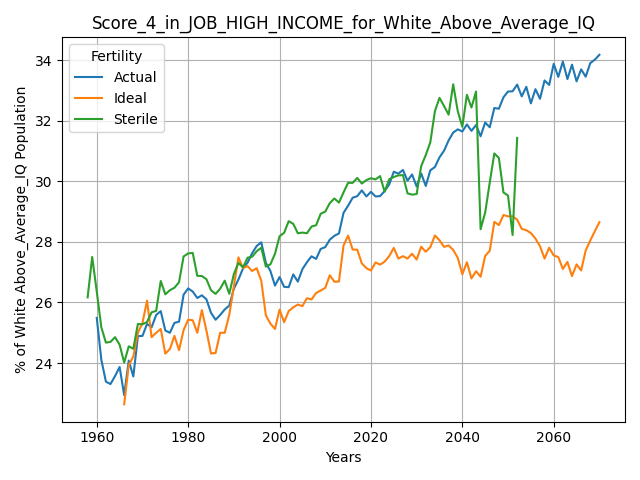 Score_4_in_JOB_HIGH_INCOME_for_White_Above_Average_IQ
Fertility
Actual
Ideal
Sterile
% of White Above_Average_IQ Population
34
32
30
28
26
24
1960
1980
2000
2020
2040
2060
Years